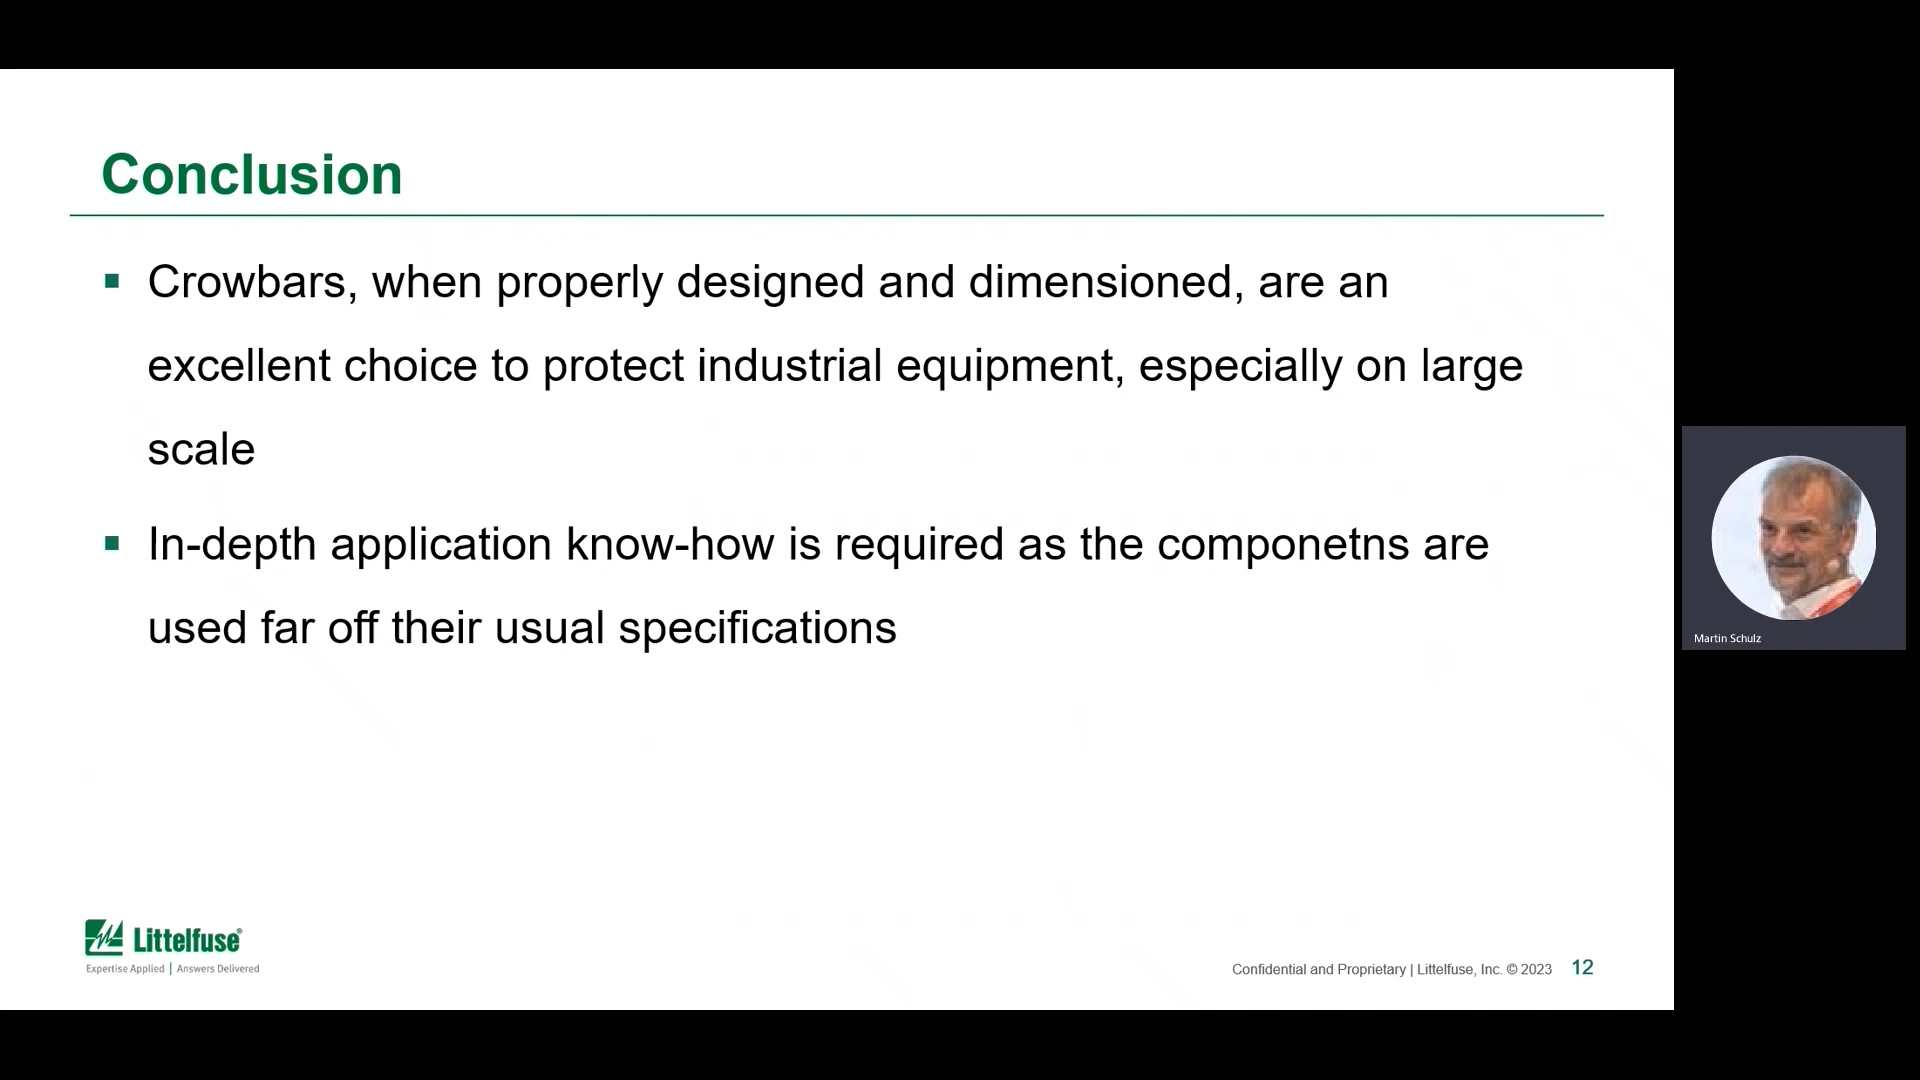 Conclusion
Crowbars, when properly designed and dimensioned, are an
excellent choice to protect industrial equipment, especially on large
scale
In-depth application know-how is required as the componetns are
used far off their usual specifications
Martin Schulz
Littelfuse®
Expertise Applied | Answers Delivered
Confidential and Proprietary | Littelfuse, Inc. © 2023 12